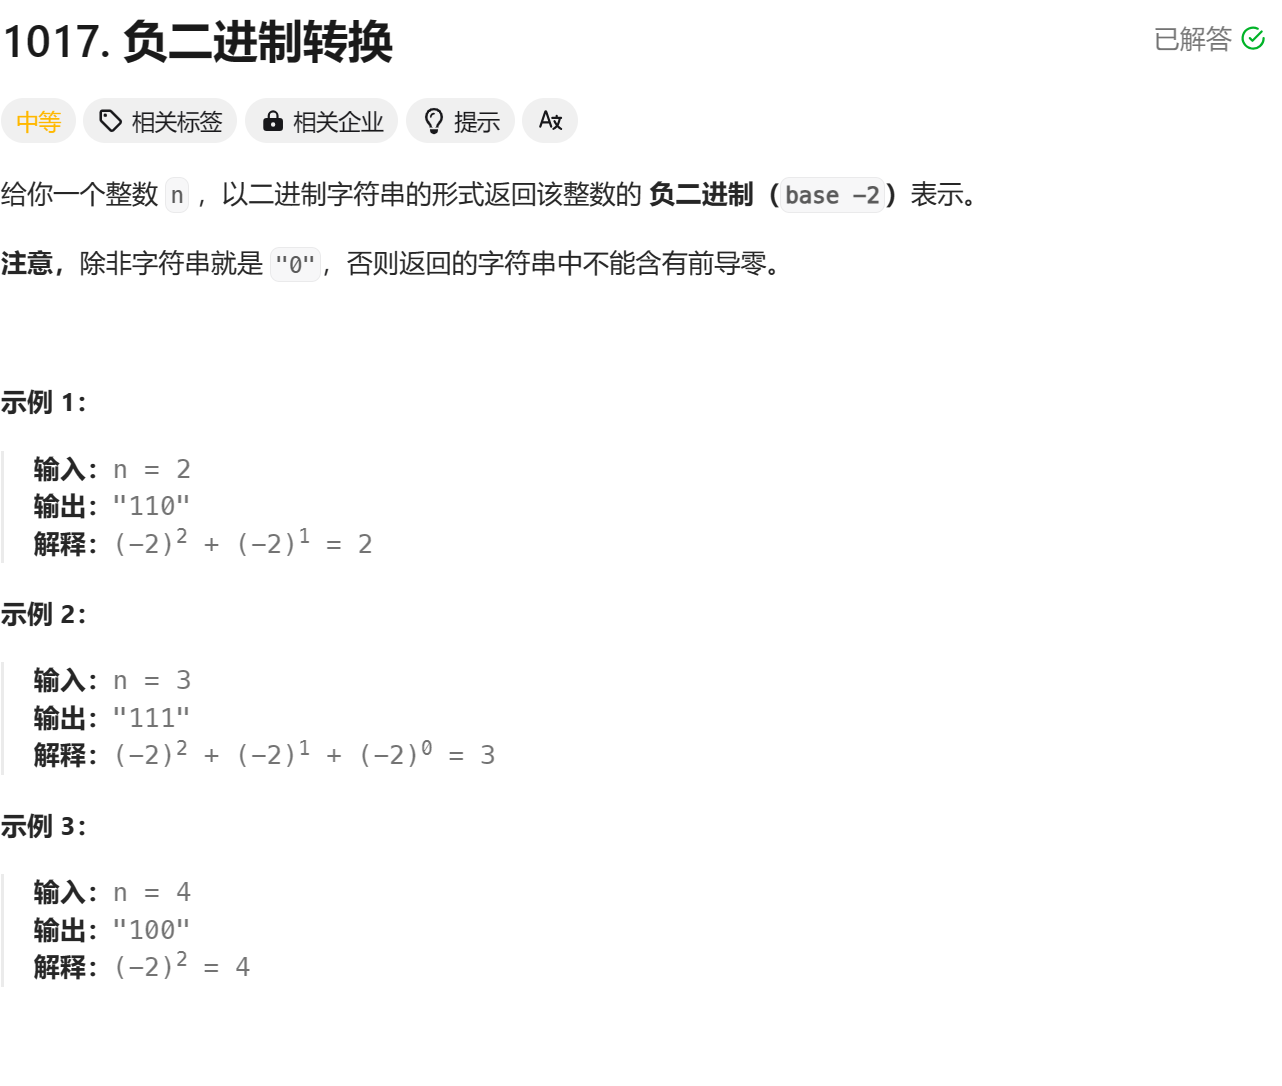 1017. 负二进制转换
已解答
中等 相关标签 相关企业 提示
给你一个整数 n ，以二进制字符串的形式返回该整数的 负二进制（base -2）表示。
注意，除非字符串就是 "0"，否则返回的字符串中不能含有前导零。
示例 1：
输入：n = 2
输出："110"
解释：(-2)² + (-2)¹ = 2
示例 2：
输入：n = 3
输出："111"
解释：(-2)² + (-2)¹ + (-2)⁰ = 3
示例 3：
输入：n = 4
输出："100"
解释：(-2)² = 4